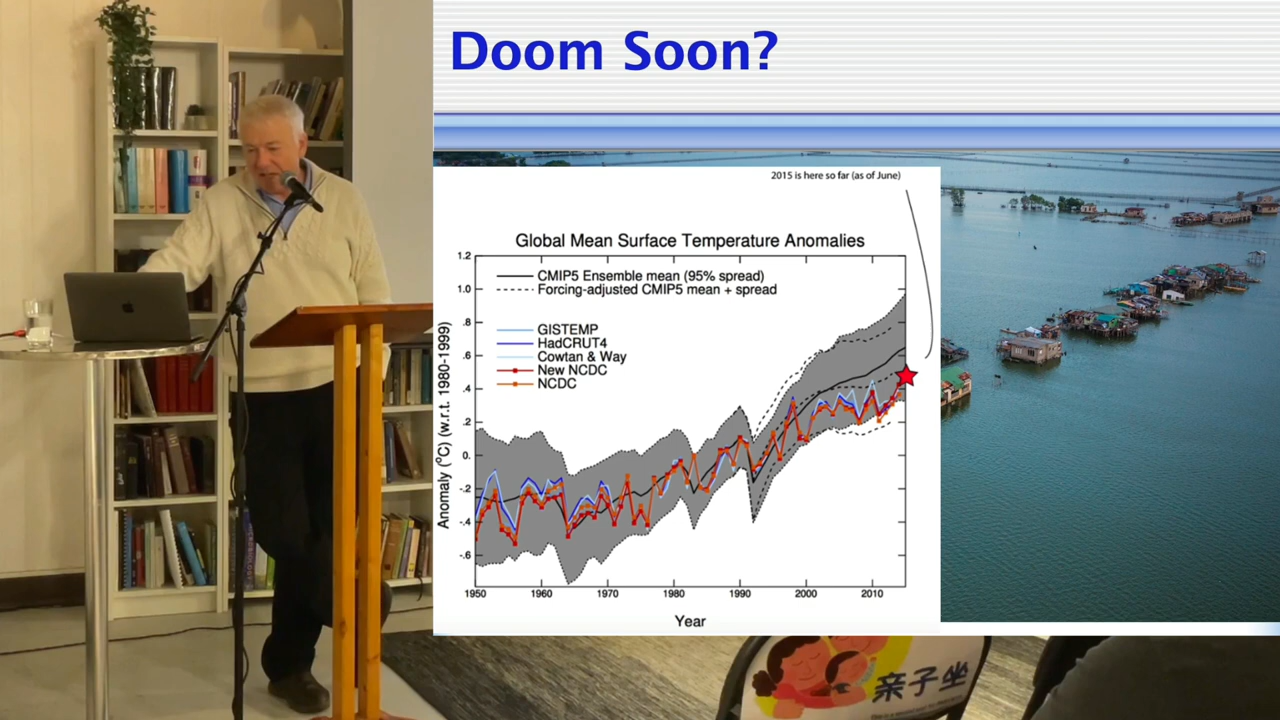 Doom Soon?
2015 is here so far (as of June)
Global Mean Surface Temperature Anomalies
CMIP5 Ensemble mean (95% spread)
Forcing-adjusted CMIP5 mean + spread
GISTEMP
HadCRUT4
Cowtan & Way
New NCDC
NCDC
Anomaly (°C) (w.r.t. 1980-1999)
1.2
1.0
.8
.6
.4
.2
0.
-.2
-.4
-.6
1950 1960 1970 1980 1990 2000 2010
Year
亲子坐